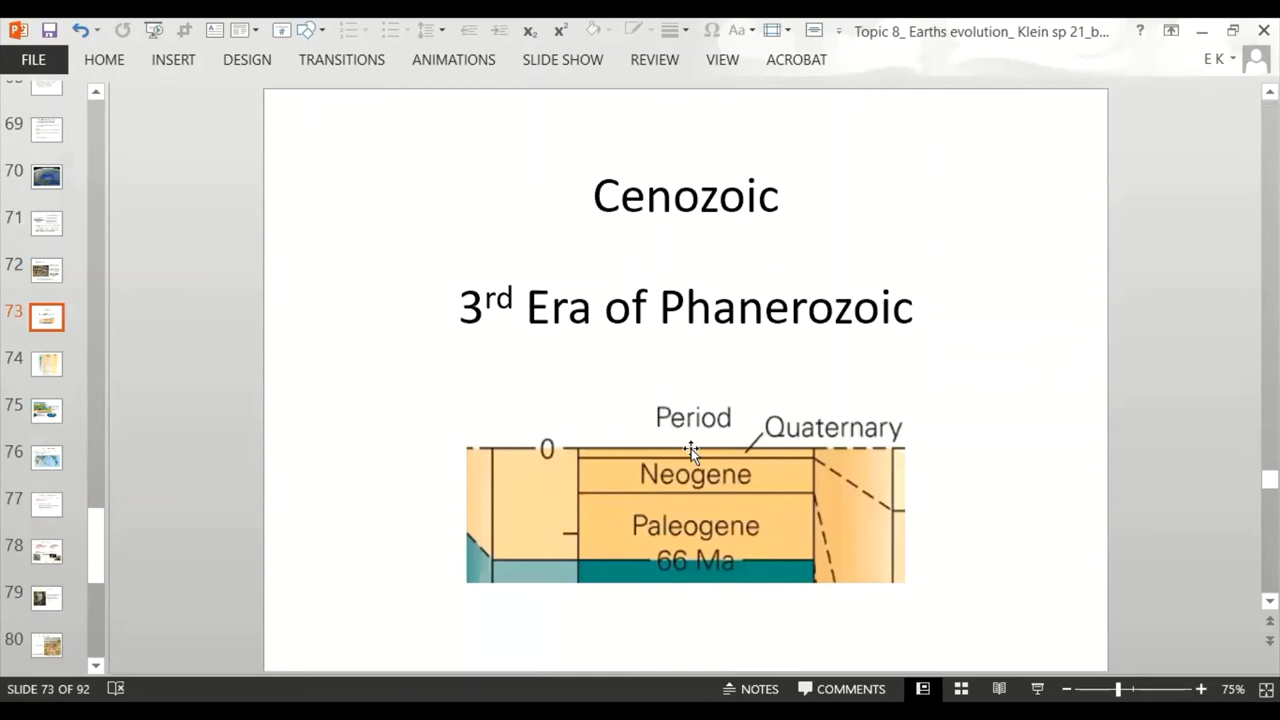 Topic 8_ Earths evolution_ Klein sp 21_b...
FILE HOME INSERT DESIGN TRANSITIONS ANIMATIONS SLIDE SHOW REVIEW VIEW ACROBAT E K
69
70
71
72
73
74
75
76
77
78
79
80
Cenozoic
3rd Era of Phanerozoic
Period
Quaternary
0
Neogene
Paleogene
66 Ma
SLIDE 73 OF 92 NOTES COMMENTS 75%